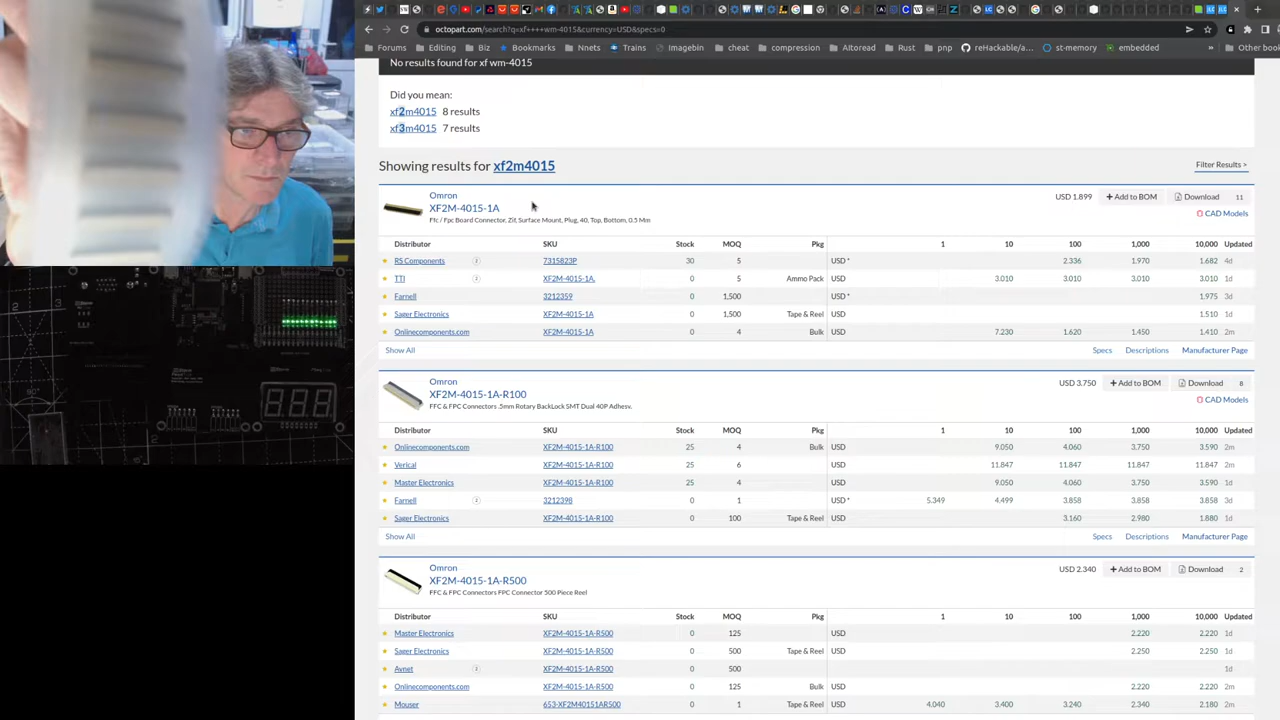 octopart.com/search?q=xf++++wm-4015&currency=USD&specs=0
Forums Editing Biz Bookmarks Nnets Trains Imagebin cheat compression Altoread Rust pnp reHackable/a... st-memory embedded » Other book
No results found for xf wm-4015
Did you mean:
xf2m4015 8 results
xf3m4015 7 results
Showing results for xf2m4015
Filter Results >
Omron
XF2M-4015-1A
Ffc / Fpc Board Connector, Zif, Surface Mount, Plug, 40, Top, Bottom, 0.5 Mm
USD 1.899 + Add to BOM Download 11
CAD Models
Distributor SKU Stock MOQ Pkg 1 10 100 1,000 10,000 Updated
RS Components 7315823P 30 5 USD * 2.336 1.970 1.682 4d
TTI XF2M-4015-1A. 0 5 Ammo Pack USD 3.010 3.010 3.010 3.010 1d
Farnell 3212359 0 1,500 USD * 1.975 3d
Sager Electronics XF2M-4015-1A 0 1,500 Tape & Reel USD 1.510 1d
Onlinecomponents.com XF2M-4015-1A 0 4 Bulk USD 7.230 1.620 1.450 1.410 2m
Show All Specs Descriptions Manufacturer Page
Omron
XF2M-4015-1A-R100
FFC & FPC Connectors .5mm Rotary BackLock SMT Dual 40P Adhesv.
USD 3.750 + Add to BOM Download 8
CAD Models
Distributor SKU Stock MOQ Pkg 1 10 100 1,000 10,000 Updated
Onlinecomponents.com XF2M-4015-1A-R100 25 4 Bulk USD 9.050 4.060 3.750 3.590 2m
Verical XF2M-4015-1A-R100 25 6 USD 11.847 11.847 11.847 11.847 2m
Master Electronics XF2M-4015-1A-R100 25 4 USD 9.050 4.060 3.750 3.590 1d
Farnell 3212398 0 1 USD * 5.349 4.499 3.858 3.858 3.858 3d
Sager Electronics XF2M-4015-1A-R100 0 100 Tape & Reel USD 3.160 2.980 1.880 1d
Show All Specs Descriptions Manufacturer Page
Omron
XF2M-4015-1A-R500
FFC & FPC Connectors FPC Connector 500 Piece Reel
USD 2.340 + Add to BOM Download 2
Distributor SKU Stock MOQ Pkg 1 10 100 1,000 10,000 Updated
Master Electronics XF2M-4015-1A-R500 0 125 USD 2.220 2.220 1d
Sager Electronics XF2M-4015-1A-R500 0 500 Tape & Reel USD 2.250 2.250 1d
Avnet XF2M-4015-1A-R500 0 500 1d
Onlinecomponents.com XF2M-4015-1A-R500 0 125 Bulk USD 2.220 2.220 2m
Mouser 653-XF2M40151AR500 0 1 Tape & Reel USD 4.040 3.400 3.240 2.340 2.180 2m